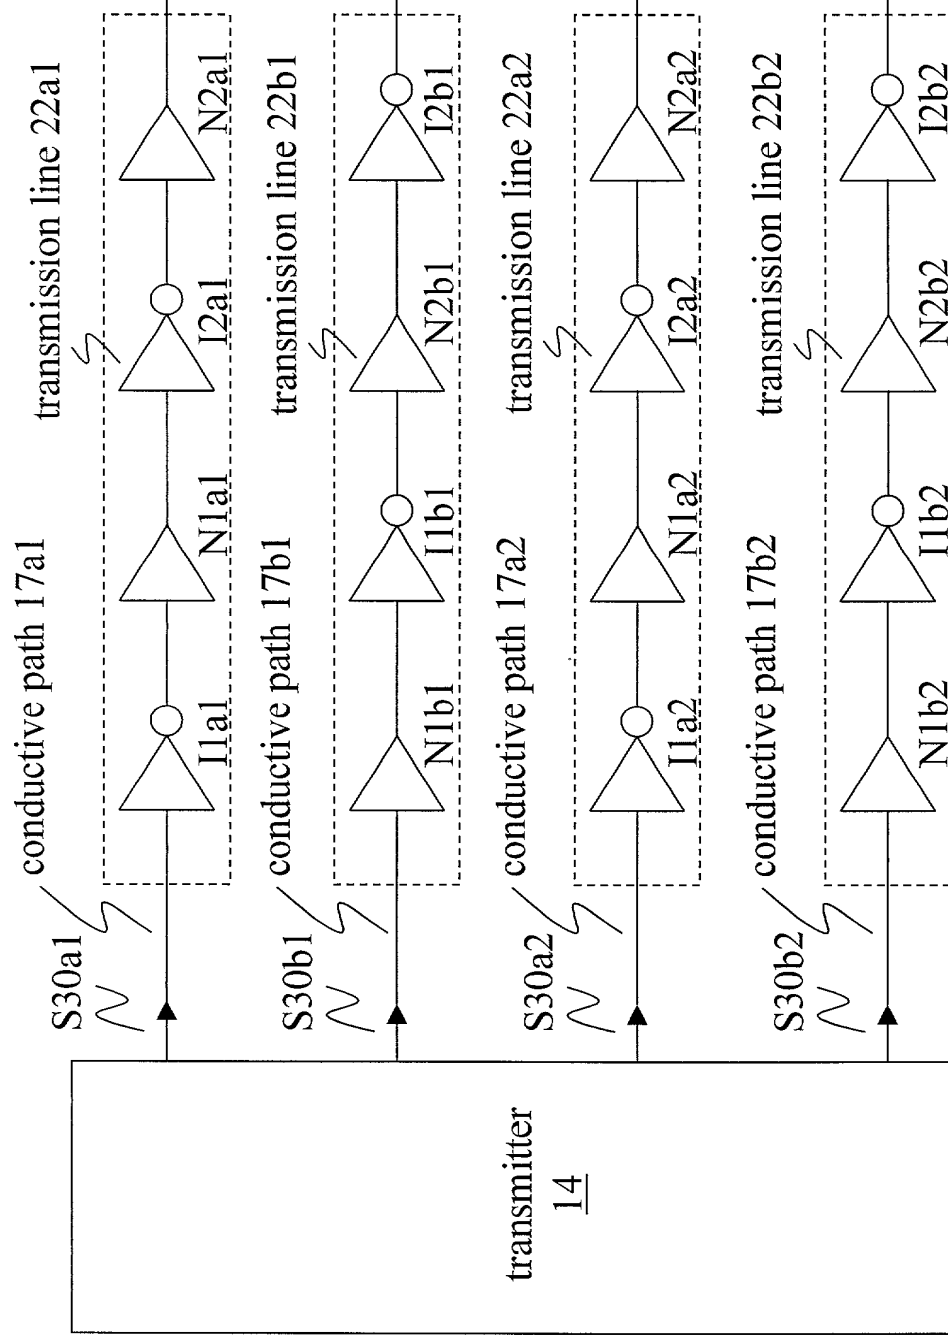 transmission line 22a1
N2a1
I2a1
N1a1
I1a1
conductive path 17a1
S30a1
transmission line 22b1
I2b1
N2b1
I1b1
N1b1
conductive path 17b1
S30b1
transmission line 22a2
N2a2
I2a2
N1a2
I1a2
conductive path 17a2
S30a2
transmission line 22b2
I2b2
N2b2
I1b2
N1b2
conductive path 17b2
S30b2
transmitter
14